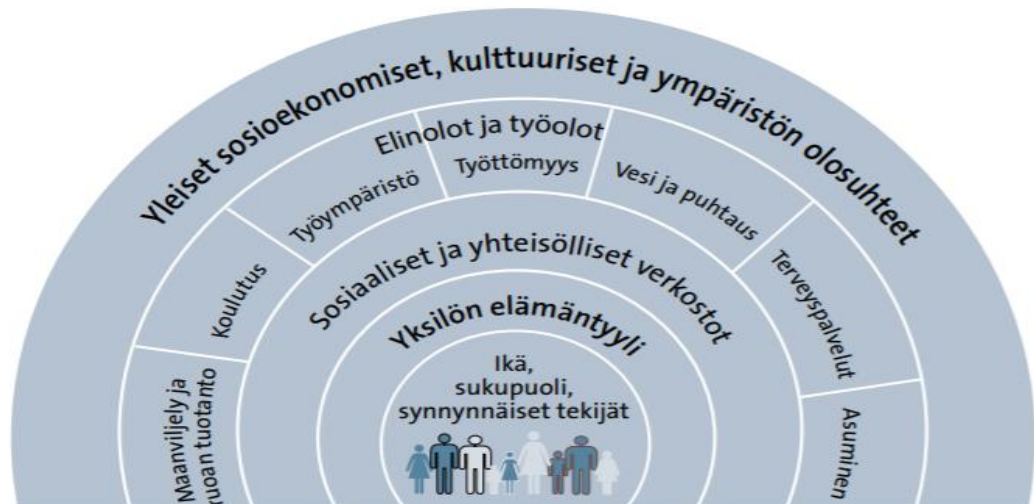 Yleiset sosioekonomiset, kulttuuriset ja ympäristön olosuhteet
Elinolot ja työolot
Maanviljely ja
ruoan tuotanto
Koulutus
Työympäristö
Työttömyys
Vesi ja puhtaus
Terveyspalvelut
Asuminen
Sosiaaliset ja yhteisölliset verkostot
Yksilön elämäntyyli
Ikä,
sukupuoli,
synnynnäiset tekijät